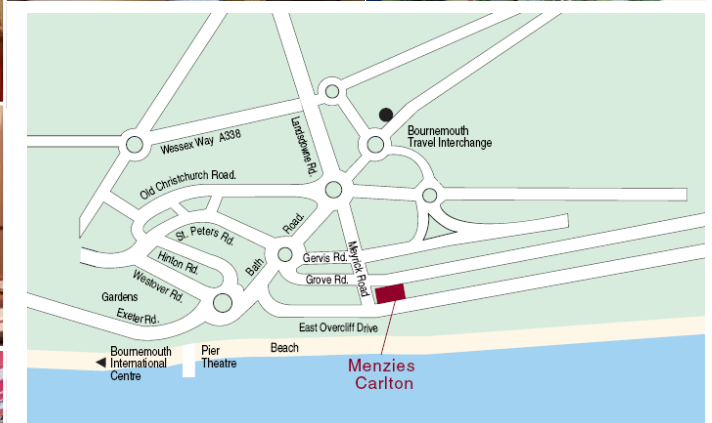 Wessex Way A338
Landsdowne Rd.
Bournemouth
Travel Interchange
Old Christchurch Road.
St. Peters Rd.
Road.
Bath
Hinton Rd.
Westover Rd.
Gervis Rd.
Meyrick Road
Grove Rd.
Gardens
Exeter Rd.
East Overcliff Drive
Beach
Bournemouth
International
Centre
Pier
Theatre
Menzies
Carlton